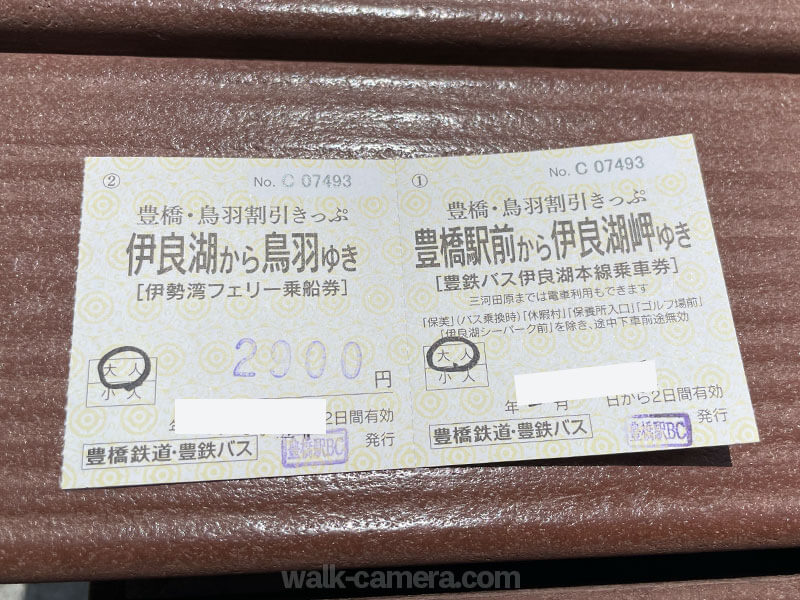 ②
No. C 07493
豊橋・鳥羽割引きっぷ
伊良湖から鳥羽ゆき
[伊勢湾フェリー乗船券]
大人
小人
2900円
2日間有効
豊橋鉄道・豊鉄バス
豊橋駅BC
発行
①
No. C 07493
豊橋・鳥羽割引きっぷ
豊橋駅前から伊良湖岬ゆき
[豊鉄バス伊良湖本線乗車券]
三河田原までは電車利用もできます
「保美」(バス乗換時)「休暇村」「保養所入口」「ゴルフ場前」
「伊良湖シーパーク前」を除き、途中下車前途無効
大人
小人
年 月 日から2日間有効
豊橋鉄道・豊鉄バス
豊橋駅BC
発行
walk-camera.com